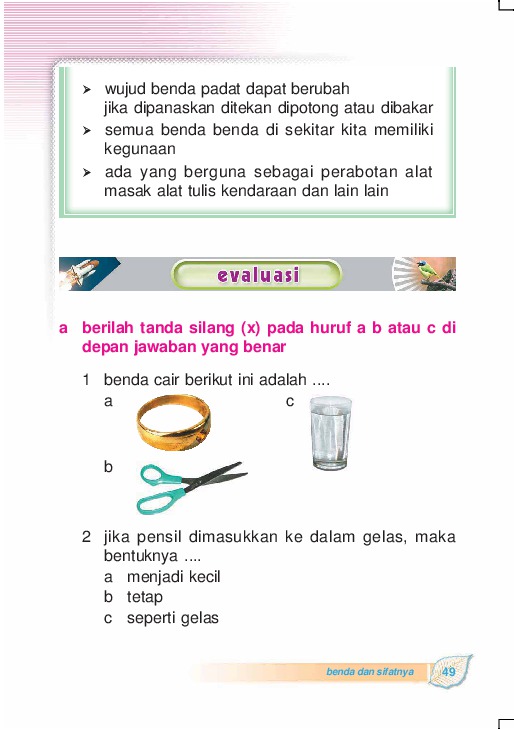 ➤ wujud benda padat dapat berubah
jika dipanaskan ditekan dipotong atau dibakar
➤ semua benda benda di sekitar kita memiliki
kegunaan
➤ ada yang berguna sebagai perabotan alat
masak alat tulis kendaraan dan lain lain
evaluasi
a berilah tanda silang (x) pada huruf a b atau c di
depan jawaban yang benar
1 benda cair berikut ini adalah ....
a c
b
2 jika pensil dimasukkan ke dalam gelas, maka
bentuknya ....
a menjadi kecil
b tetap
c seperti gelas
benda dan sifatnya 49